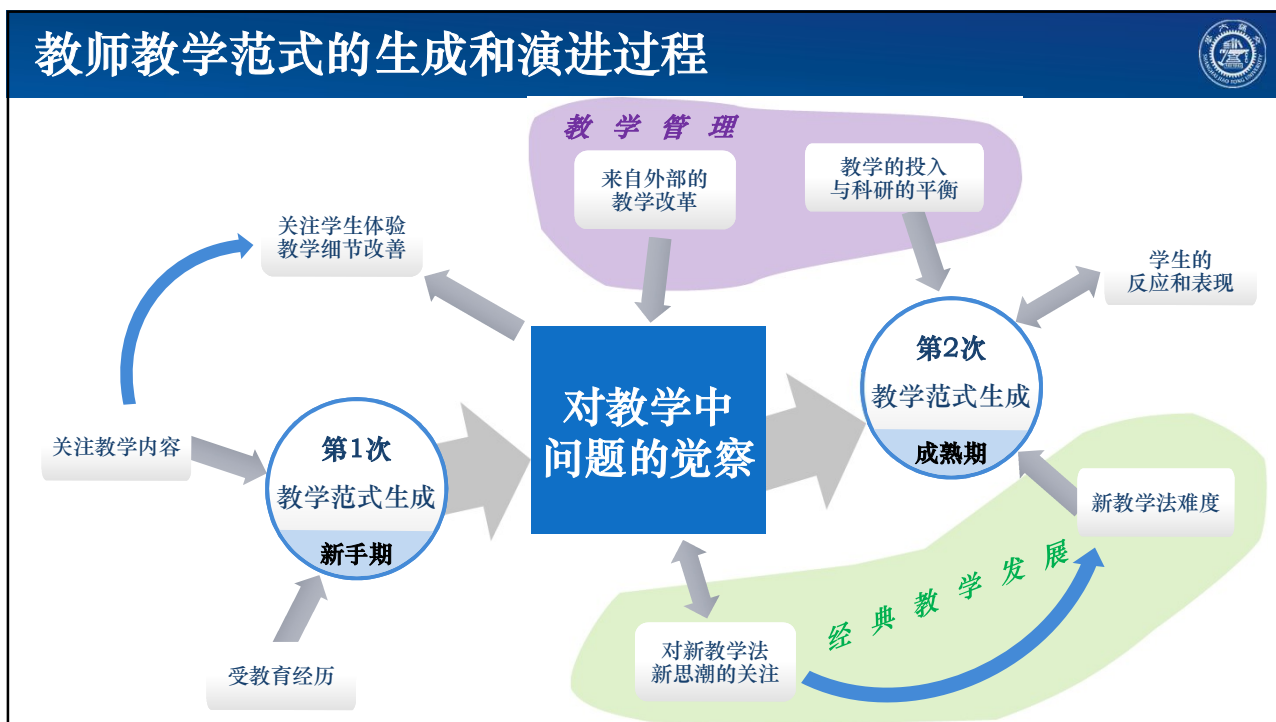 教师教学范式的生成和演进过程
SHANGHAI JIAO TONG UNIVERSITY
教学管理
来自外部的
教学改革
教学的投入
与科研的平衡
关注学生体验
教学细节改善
学生的
反应和表现
第2次
教学范式生成
成熟期
对教学中
问题的觉察
关注教学内容
第1次
教学范式生成
新手期
新教学法难度
经典教学发展
对新教学法
新思潮的关注
受教育经历